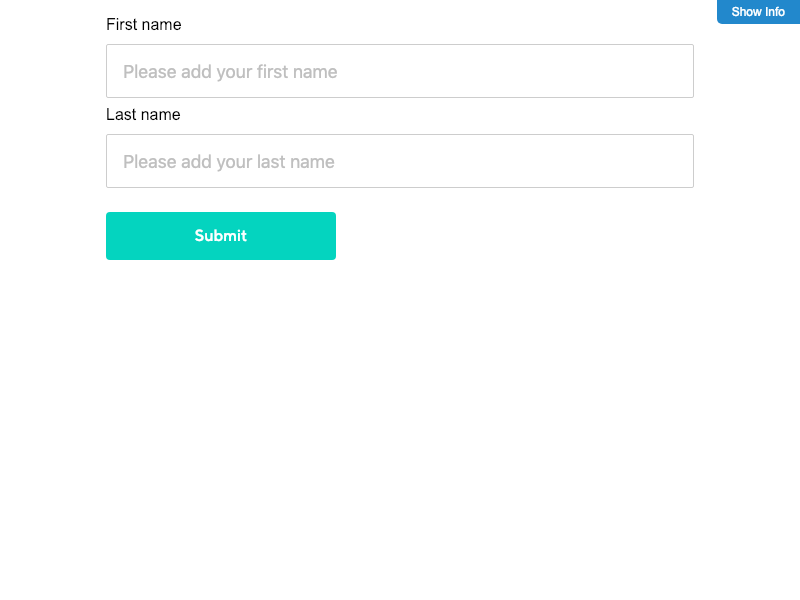 Show Info
First name
Please add your first name
Last name
Please add your last name
Submit